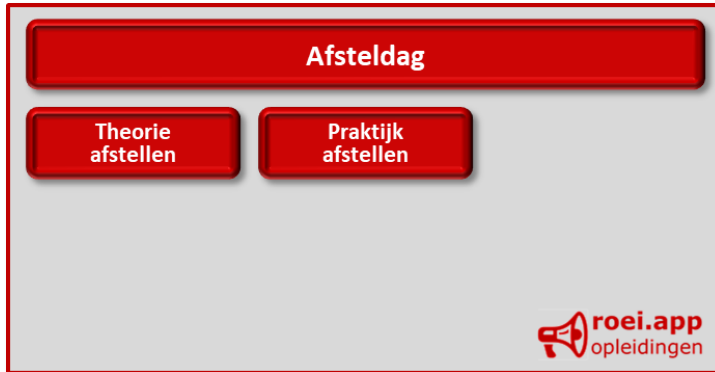 Afsteldag
Theorie
afstellen
Praktijk
afstellen
roei.app
opleidingen